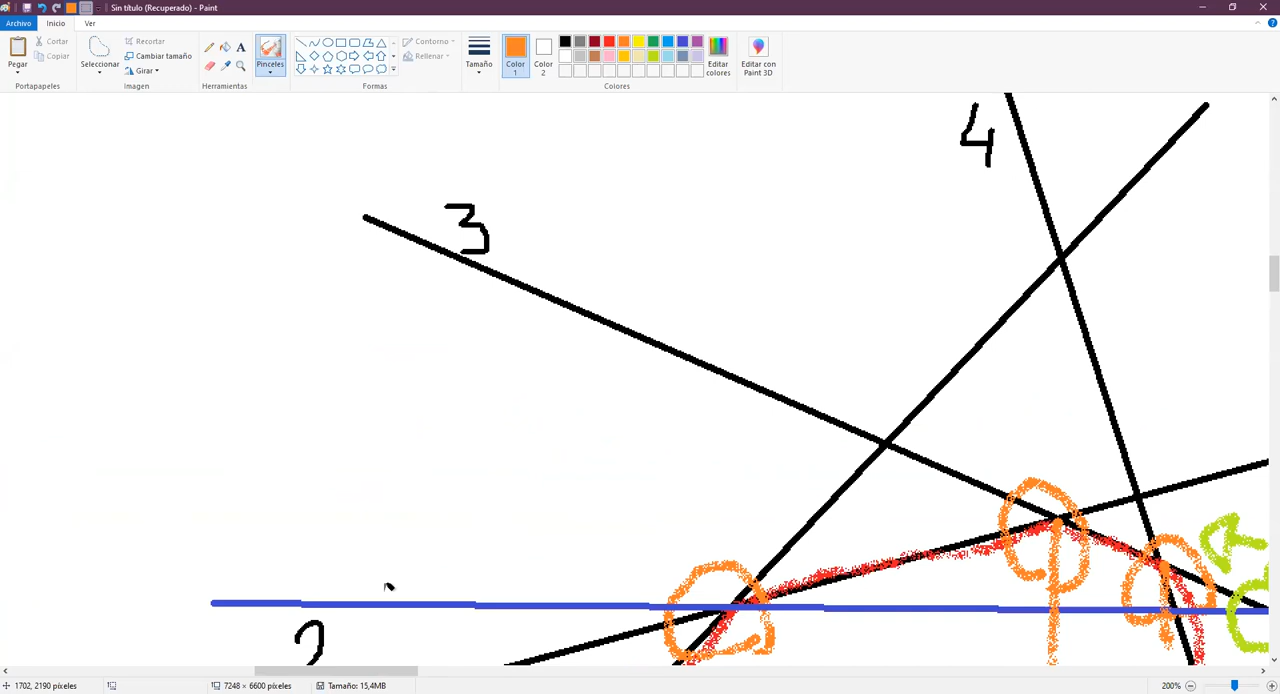 Sin título (Recuperado) - Paint
Archivo Inicio Ver
Pegar
Cortar
Copiar
Portapapeles
Seleccionar
Recortar
Cambiar tamaño
Girar
Imagen
A
Herramientas
Pinceles
Contorno
Rellenar
Formas
Tamaño
Color
1
Color
2
Editar
colores
Colores
Editar con
Paint 3D
4
3
2
1702, 2190 píxeles
7248 × 6600 píxeles
Tamaño: 15,4MB
200%